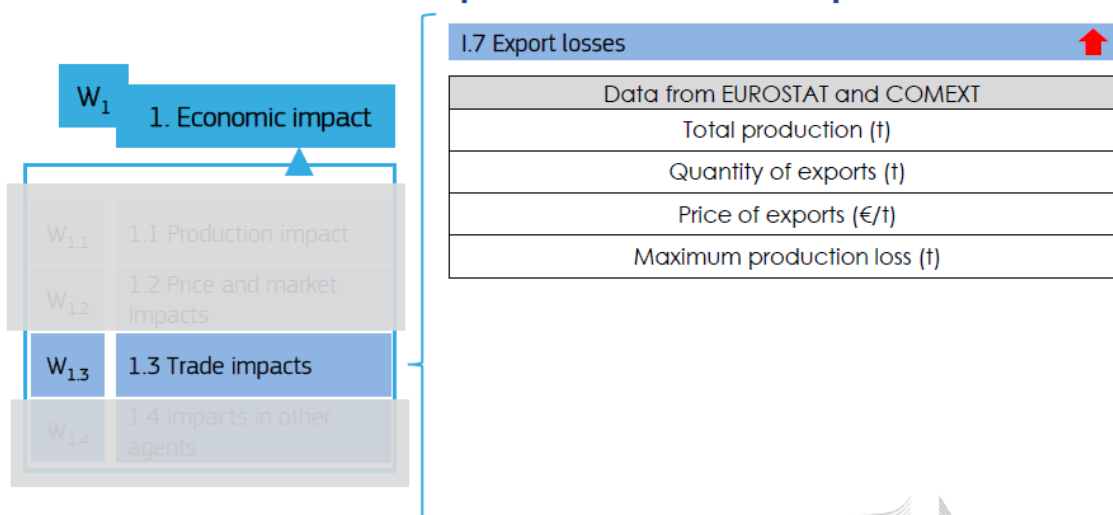 I.7 Export losses
W1
1. Economic impact
Data from EUROSTAT and COMEXT
Total production (t)
Quantity of exports (t)
Price of exports (€/t)
Maximum production loss (t)
W1.1
1.1 Production impact
W1.2
1.2 Price and market
Impacts
W1.3
1.3 Trade impacts
W1.4
1.4 Impacts in other
agents